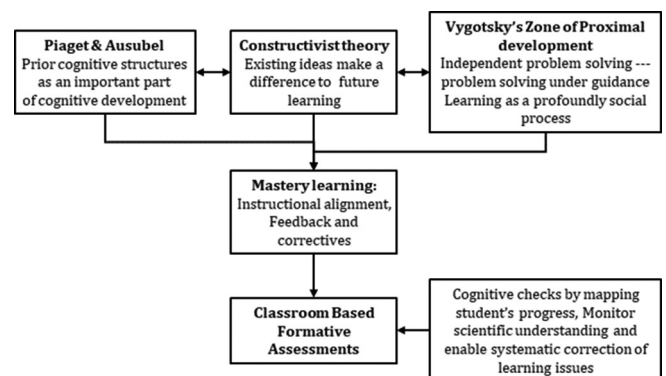 Piaget & Ausubel
Prior cognitive structures
as an important part
of cognitive development
Constructivist theory
Existing ideas make a
difference to future
learning
Vygotsky's Zone of Proximal
development
Independent problem solving ---
problem solving under guidance
Learning as a profoundly social
process
Mastery learning:
Instructional alignment,
Feedback and
correctives
Classroom Based
Formative
Assessments
Cognitive checks by mapping
student's progress, Monitor
scientific understanding and
enable systematic correction of
learning issues